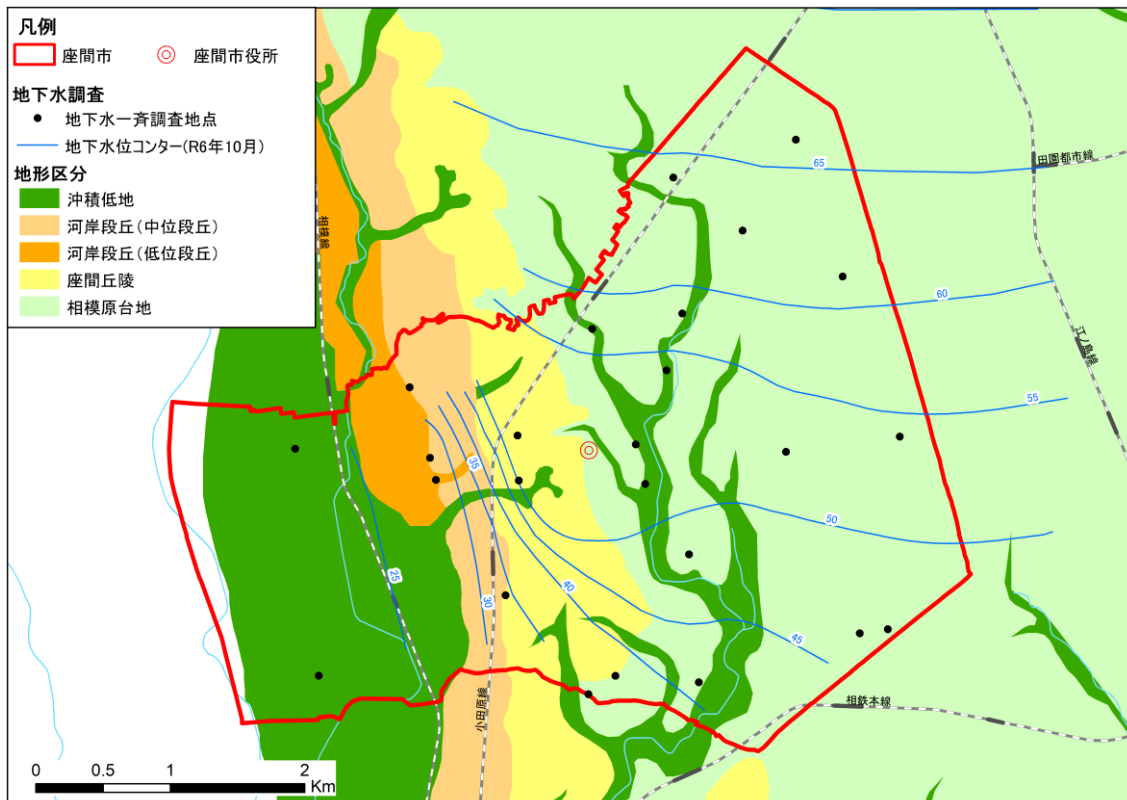 凡例
座間市
座間市役所
地下水調査
地下水一斉調査地点
地下水位コンター(R6年10月)
地形区分
沖積低地
河岸段丘(中位段丘)
河岸段丘(低位段丘)
座間丘陵
相模原台地
相模線
田園都市線
65
60
江ノ島線
55
35
50
25
40
30
45
小田原線
相鉄本線
0 0.5 1 2
Km